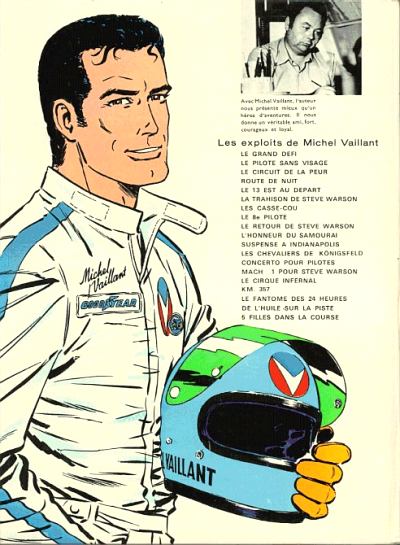 Avec Michel Vaillant, l'auteur
nous présente mieux qu'un
héros d'aventures. Il nous
donne un véritable ami, fort,
courageux et loyal.
Les exploits de Michel Vaillant
LE GRAND DEFI
LE PILOTE SANS VISAGE
LE CIRCUIT DE LA PEUR
ROUTE DE NUIT
LE 13 EST AU DEPART
LA TRAHISON DE STEVE WARSON
LES CASSE-COU
LE 8e PILOTE
LE RETOUR DE STEVE WARSON
L'HONNEUR DU SAMOURAI
SUSPENSE A INDIANAPOLIS
LES CHEVALIERS DE KÖNIGSFELD
CONCERTO POUR PILOTES
MACH 1 POUR STEVE WARSON
LE CIRQUE INFERNAL
KM. 357
LE FANTOME DES 24 HEURES
DE L'HUILE SUR LA PISTE
5 FILLES DANS LA COURSE
Michel
Vaillant
GOODYEAR
VAILLANT